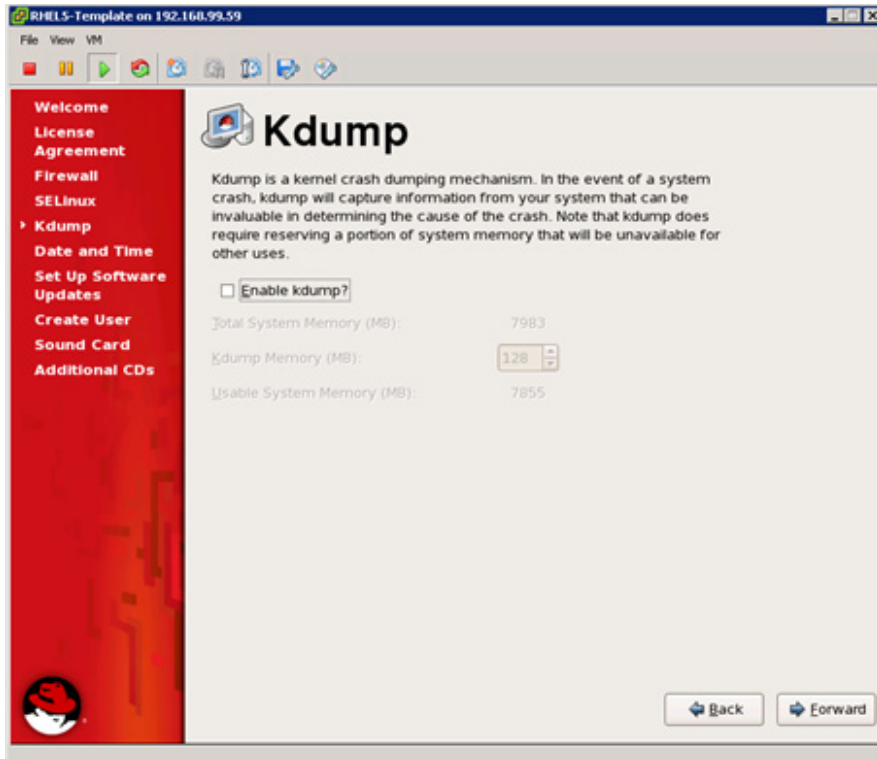 RHEL5-Template on 192.168.99.59
File View VM
Welcome
License
Agreement
Firewall
SELinux
Kdump
Date and Time
Set Up Software
Updates
Create User
Sound Card
Additional CDs
Kdump
Kdump is a kernel crash dumping mechanism. In the event of a system
crash, kdump will capture information from your system that can be
invaluable in determining the cause of the crash. Note that kdump does
require reserving a portion of system memory that will be unavailable for
other uses.
Enable kdump?
Total System Memory (MB): 7983
Kdump Memory (MB): 128
Usable System Memory (MB): 7855
Back Forward